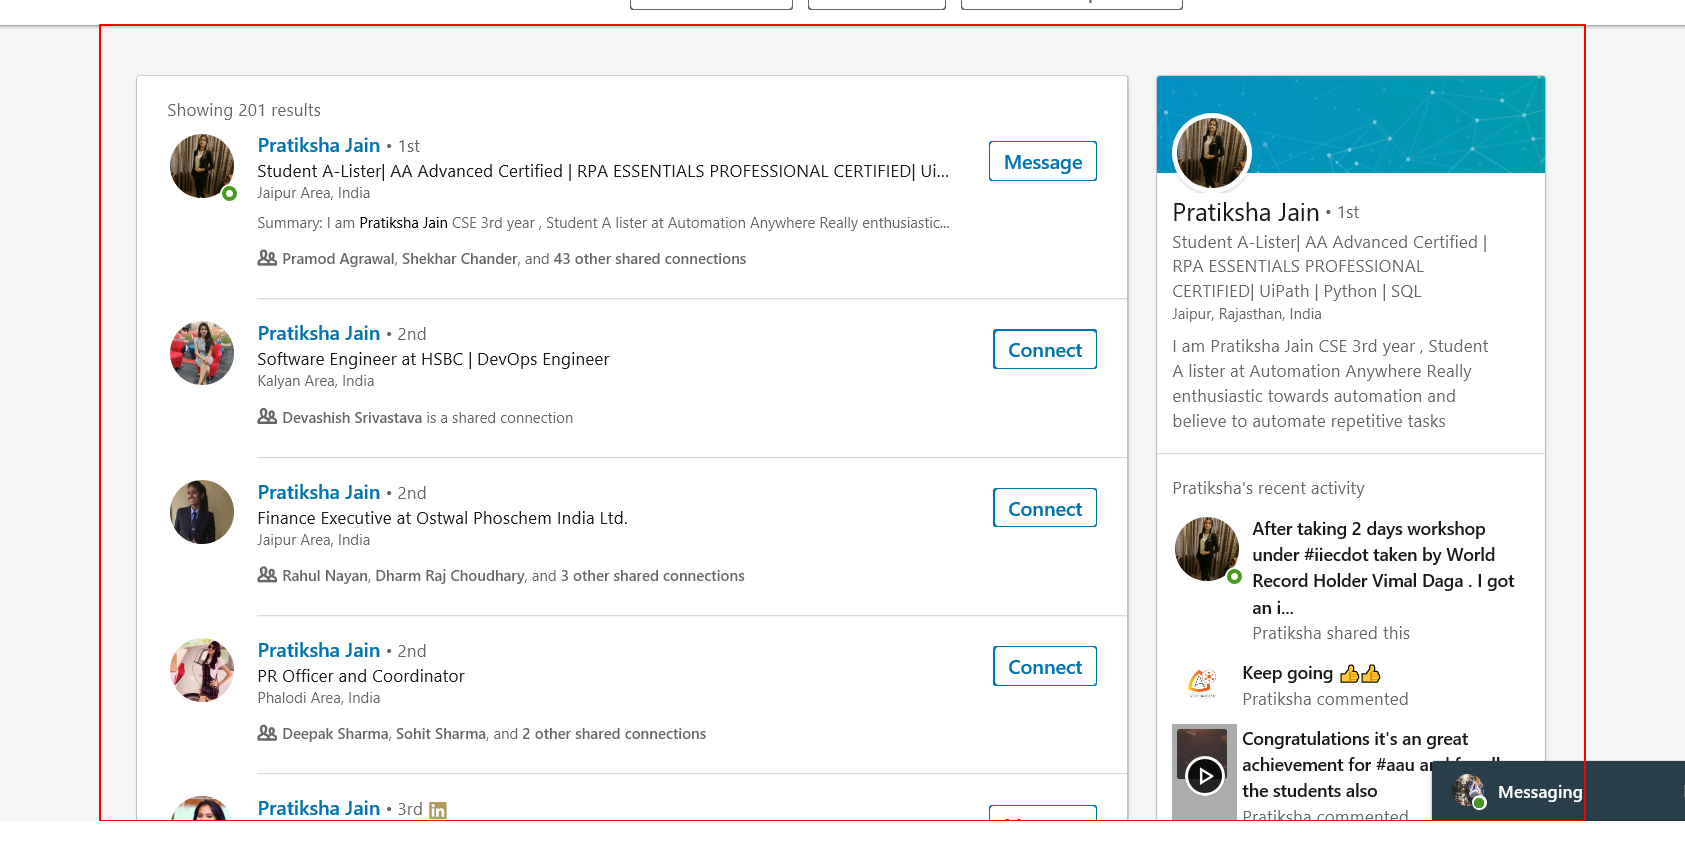 Showing 201 results
Pratiksha Jain • 1st
Message
Student A-Lister| AA Advanced Certified | RPA ESSENTIALS PROFESSIONAL CERTIFIED| Ui...
Jaipur Area, India
Summary: I am Pratiksha Jain CSE 3rd year , Student A lister at Automation Anywhere Really enthusiastic...
Pramod Agrawal, Shekhar Chander, and 43 other shared connections
Pratiksha Jain • 2nd
Connect
Software Engineer at HSBC | DevOps Engineer
Kalyan Area, India
Devashish Srivastava is a shared connection
Pratiksha Jain • 2nd
Connect
Finance Executive at Ostwal Phoschem India Ltd.
Jaipur Area, India
Rahul Nayan, Dharm Raj Choudhary, and 3 other shared connections
Pratiksha Jain • 2nd
Connect
PR Officer and Coordinator
Phalodi Area, India
Deepak Sharma, Sohit Sharma, and 2 other shared connections
Pratiksha Jain • 3rd in
Pratiksha Jain • 1st
Student A-Lister| AA Advanced Certified |
RPA ESSENTIALS PROFESSIONAL
CERTIFIED| UiPath | Python | SQL
Jaipur, Rajasthan, India
I am Pratiksha Jain CSE 3rd year , Student
A lister at Automation Anywhere Really
enthusiastic towards automation and
believe to automate repetitive tasks
Pratiksha's recent activity
After taking 2 days workshop
under #iiecdot taken by World
Record Holder Vimal Daga . I got
an i...
Pratiksha shared this
Keep going 👍👍
Pratiksha commented
Congratulations it's an great
achievement for #aau
the students also
Pratiksha commented
Messaging